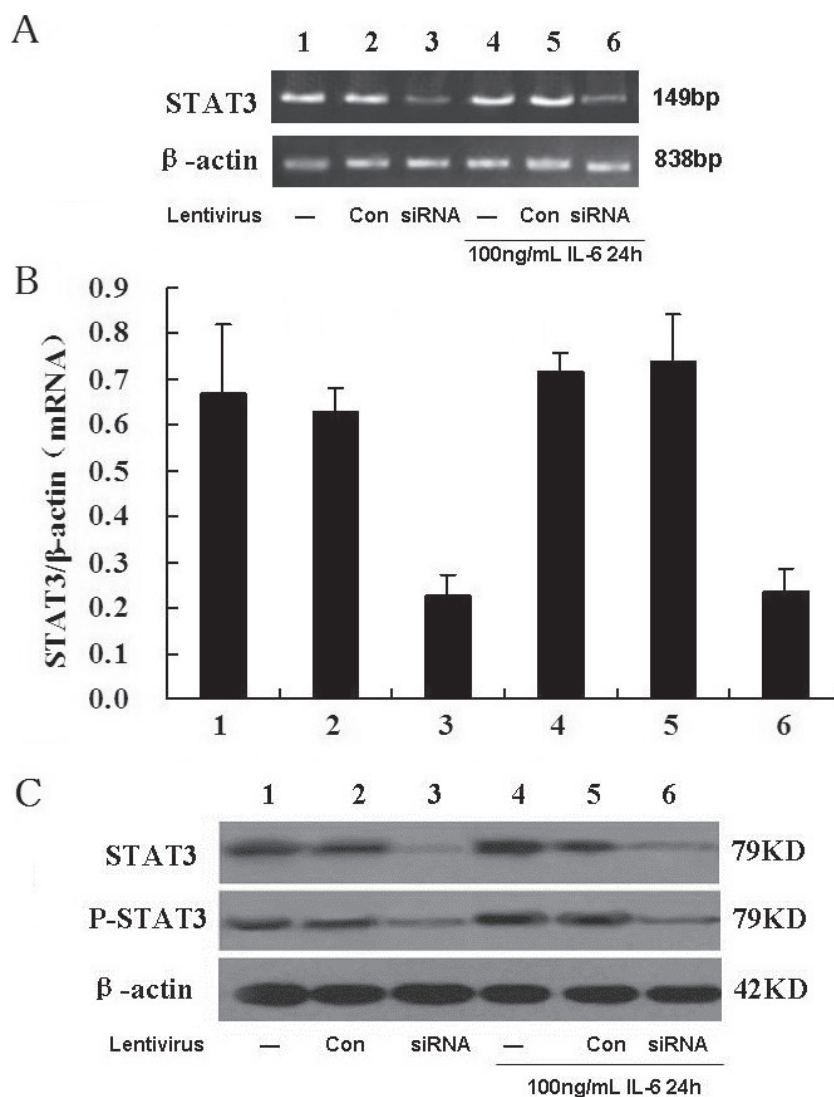 A
1 2 3 4 5 6
STAT3 149bp
β-actin 838bp
Lentivirus — Con siRNA — Con siRNA
100ng/mL IL-6 24h
B
STAT3/β-actin (mRNA)
0.9
0.8
0.7
0.6
0.5
0.4
0.3
0.2
0.1
0.0
1 2 3 4 5 6
C
1 2 3 4 5 6
STAT3 79KD
P-STAT3 79KD
β-actin 42KD
Lentivirus — Con siRNA — Con siRNA
100ng/mL IL-6 24h